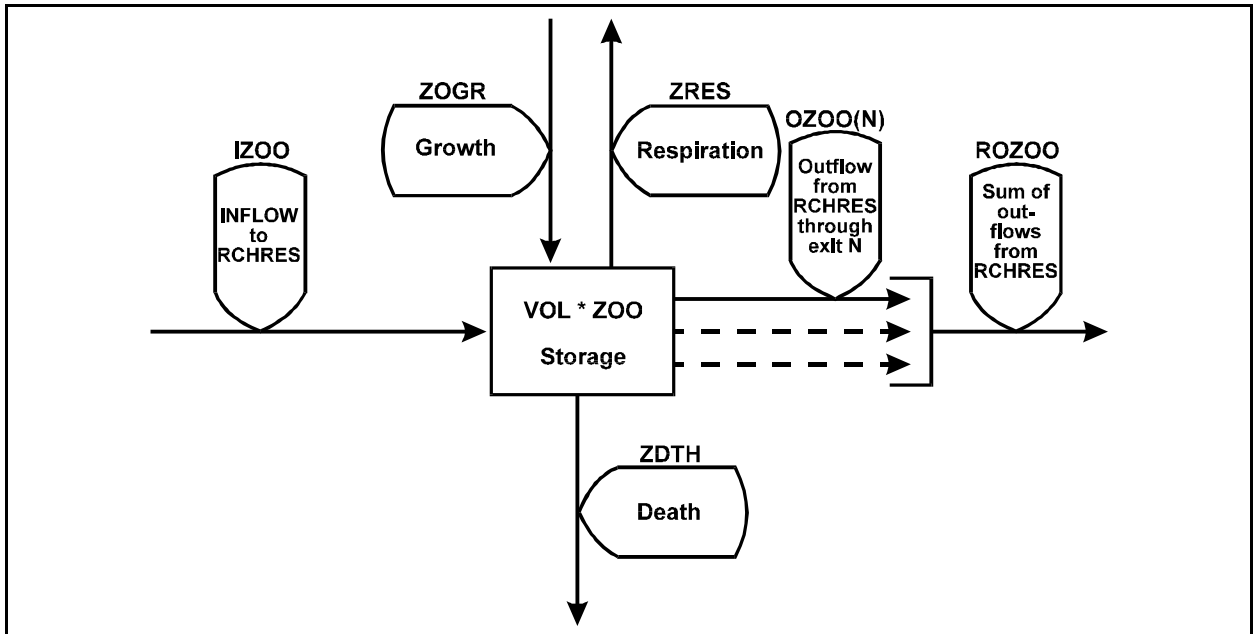 ZOGR
Growth
ZRES
Respiration
OZOO(N)
Outflow
from
RCHRES
through
exit N
IZOO
INFLOW
to
RCHRES
ROZOO
Sum of
out-
flows
from
RCHRES
VOL * ZOO
Storage
ZDTH
Death